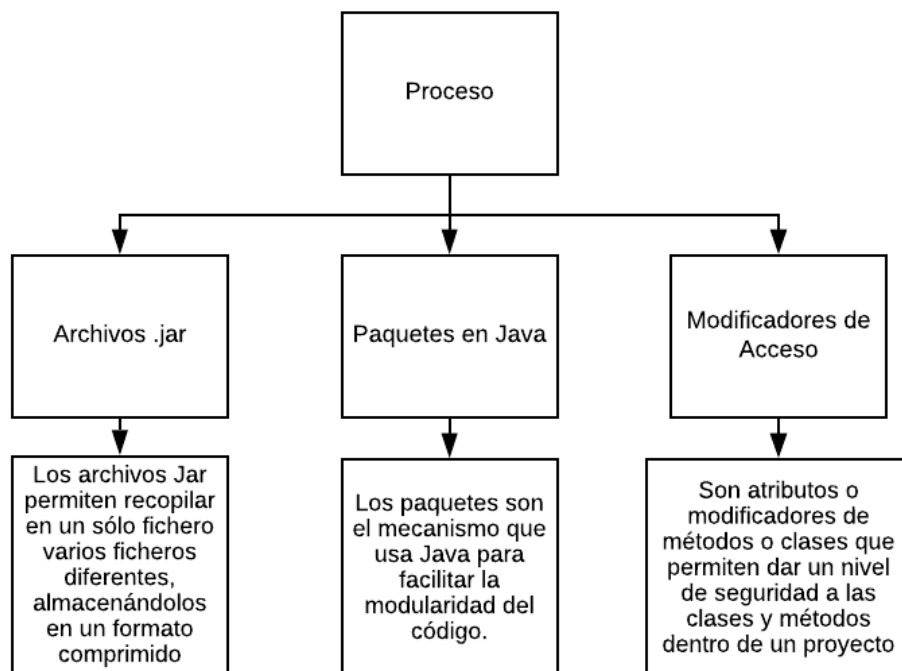 Proceso
Archivos .jar
Paquetes en Java
Modificadores de
Acceso
Los archivos Jar
permiten recopilar
en un sólo fichero
varios ficheros
diferentes,
almacenándolos
en un formato
comprimido
Los paquetes son
el mecanismo que
usa Java para
facilitar la
modularidad del
código.
Son atributos o
modificadores de
métodos o clases que
permiten dar un nivel
de seguridad a las
clases y métodos
dentro de un proyecto